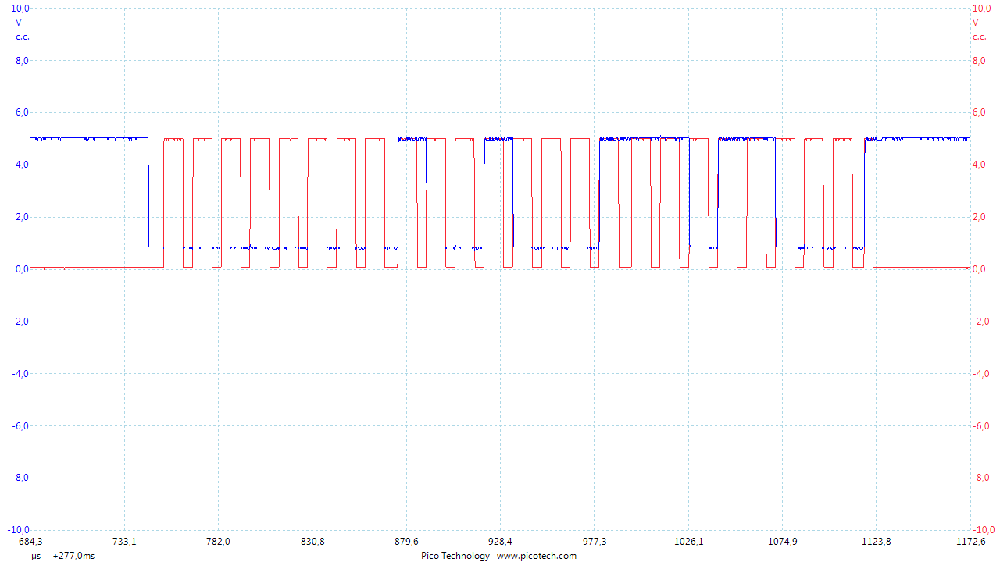 10,0 10,0
V V
c.c. c.c.
8,0 8,0
6,0 6,0
4,0 4,0
2,0 2,0
0,0 0,0
-2,0 -2,0
-4,0 -4,0
-6,0 -6,0
-8,0 -8,0
-10,0 -10,0
684,3 733,1 782,0 830,8 879,6 928,4 977,3 1026,1 1074,9 1123,8 1172,6
µs +277,0ms Pico Technology www.picotech.com